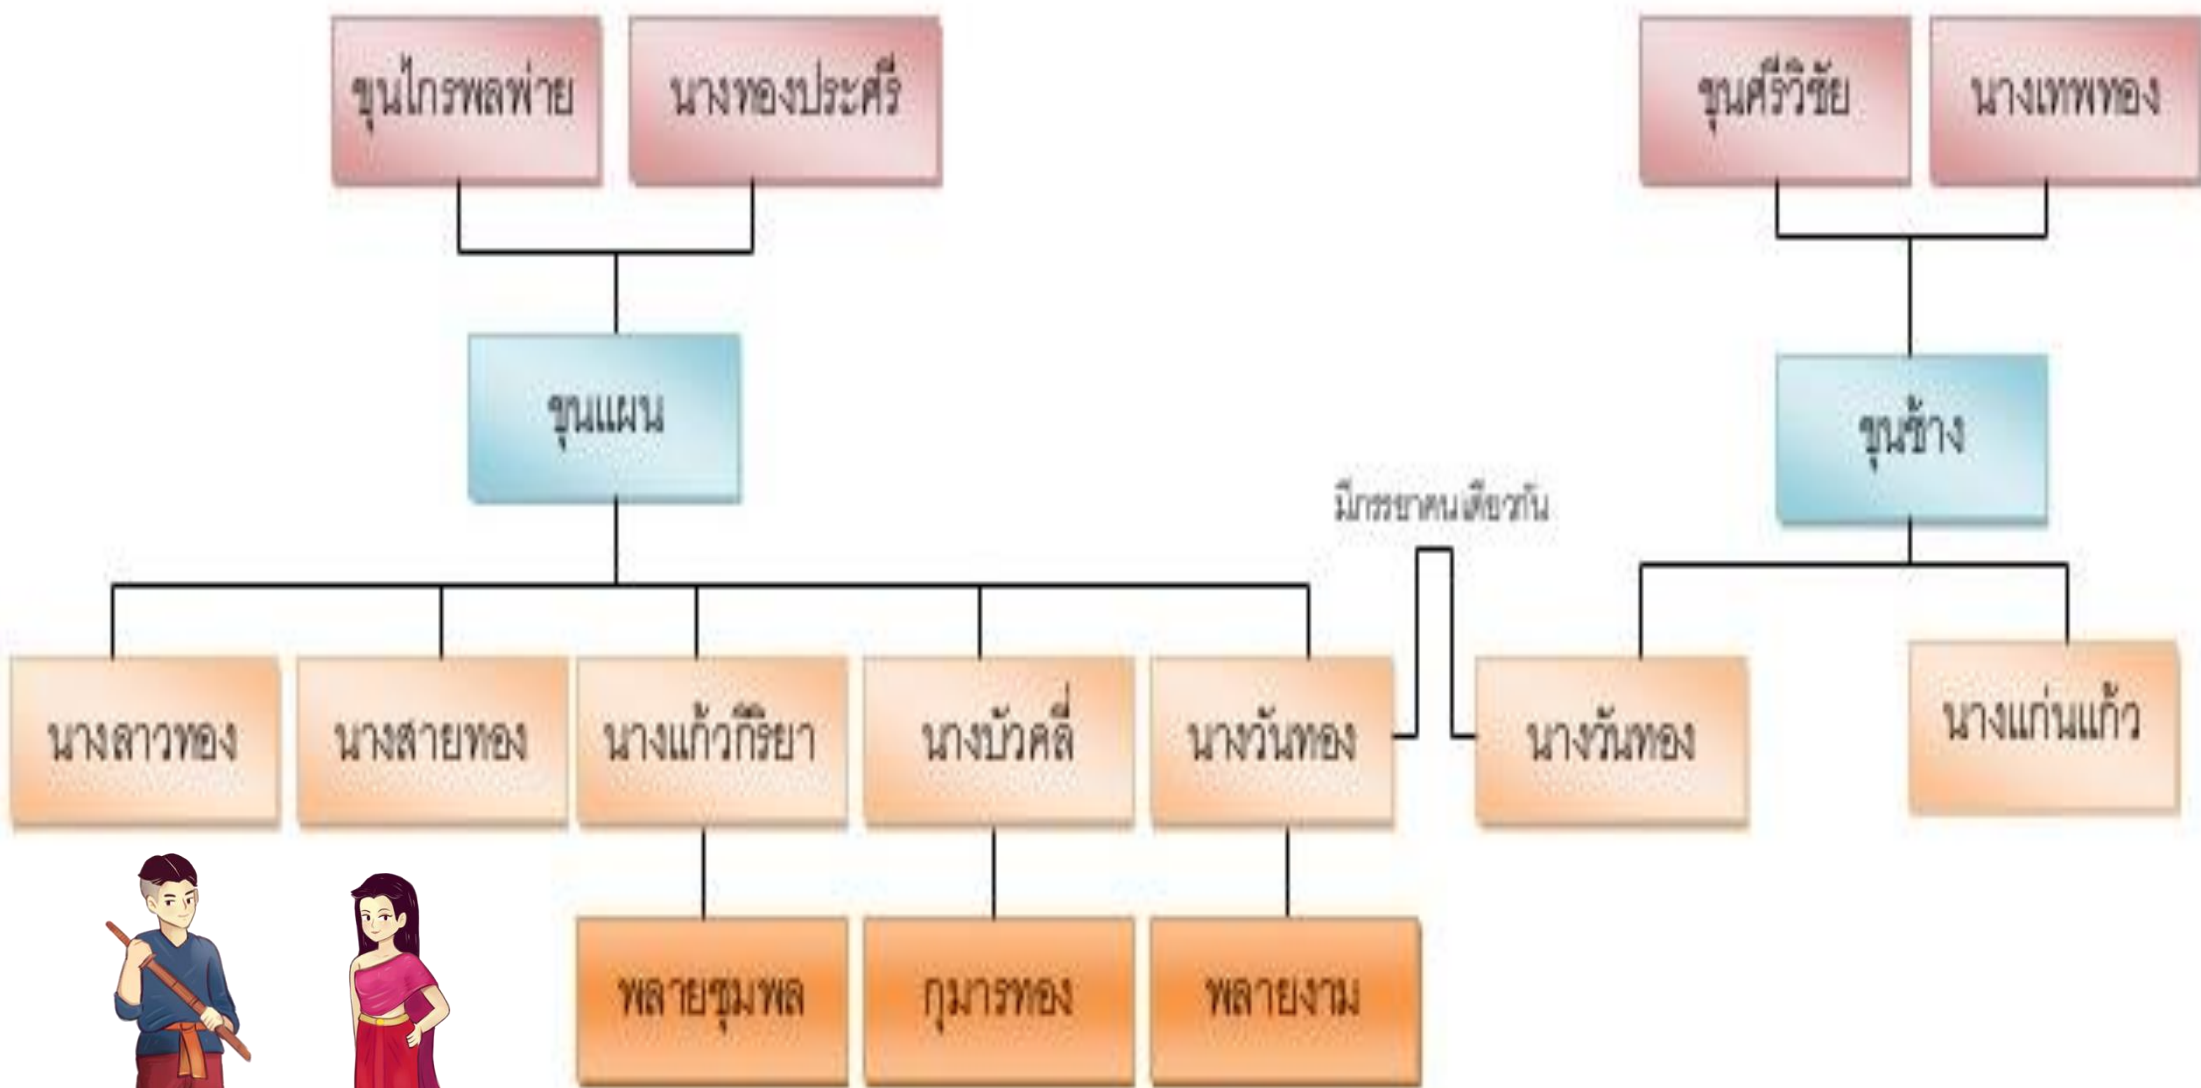 ขุนไกรพลพ่าย
นางทองประศรี
ขุนศรีวิชัย
นางเทพทอง
ขุนแผน
ขุนช้าง
มีภรรยาคนเดียวกัน
นางลาวทอง
นางสายทอง
นางแก้วกิริยา
นางบัวคลี่
นางวันทอง
นางวันทอง
นางแก่นแก้ว
พลายชุมพล
กุมารทอง
พลายงาม